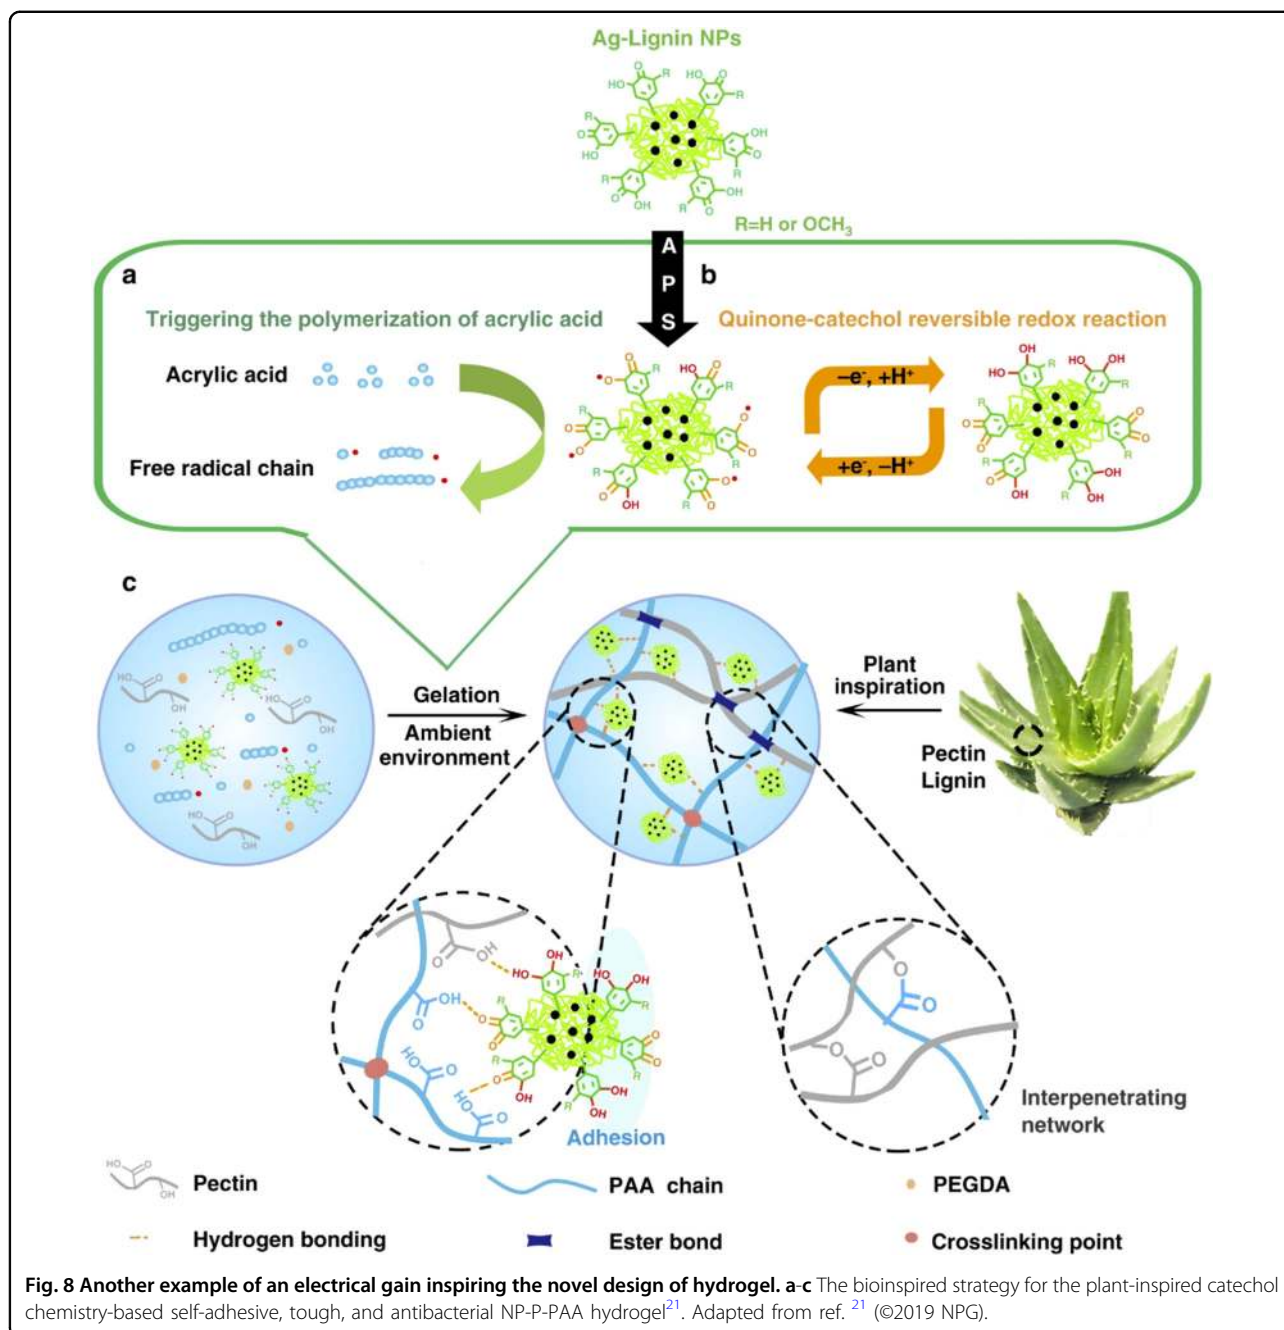 Ag-Lignin NPs
R=H or OCH₃
A
P
S
a
b
Triggering the polymerization of acrylic acid
Quinone-catechol reversible redox reaction
Acrylic acid
Free radical chain
–e⁻, +H⁺
+e⁻, –H⁺
c
Gelation
Ambient
environment
Plant
inspiration
Pectin
Lignin
Adhesion
Interpenetrating
network
Pectin
PAA chain
PEGDA
Hydrogen bonding
Ester bond
Crosslinking point
Fig. 8 Another example of an electrical gain inspiring the novel design of hydrogel. a-c The bioinspired strategy for the plant-inspired catechol
chemistry-based self-adhesive, tough, and antibacterial NP-P-PAA hydrogel²¹. Adapted from ref. ²¹ (©2019 NPG).